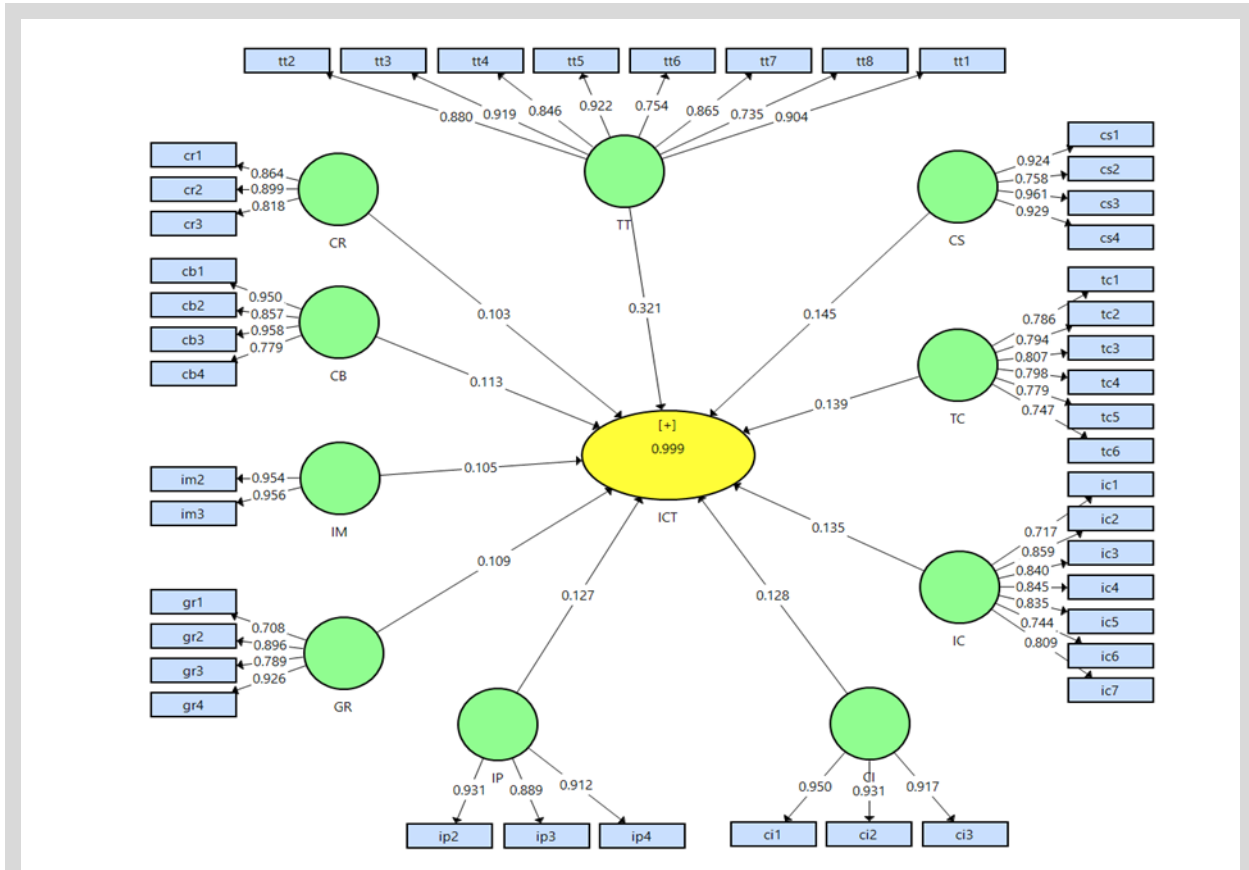 tt2 tt3 tt4 tt5 tt6 tt7 tt8 tt1
0.880 0.919 0.846 0.922 0.754 0.865 0.735 0.904
TT
cr1
cr2
cr3
0.864
0.899
0.818
CR
cs1
cs2
cs3
cs4
0.924
0.758
0.961
0.929
CS
cb1
cb2
cb3
cb4
0.950
0.857
0.958
0.779
CB
0.103
0.321
0.145
tc1
tc2
tc3
tc4
tc5
tc6
0.786
0.794
0.807
0.798
0.779
0.747
TC
0.113
0.139
[+]
0.999
ICT
im2
im3
0.954
0.956
IM
0.105
0.135
ic1
ic2
ic3
ic4
ic5
ic6
ic7
0.717
0.859
0.840
0.845
0.835
0.744
0.809
IC
gr1
gr2
gr3
gr4
0.708
0.896
0.789
0.926
GR
0.109
0.127
0.128
IP
0.931 0.889 0.912
ip2 ip3 ip4
CI
0.950 0.931 0.917
ci1 ci2 ci3